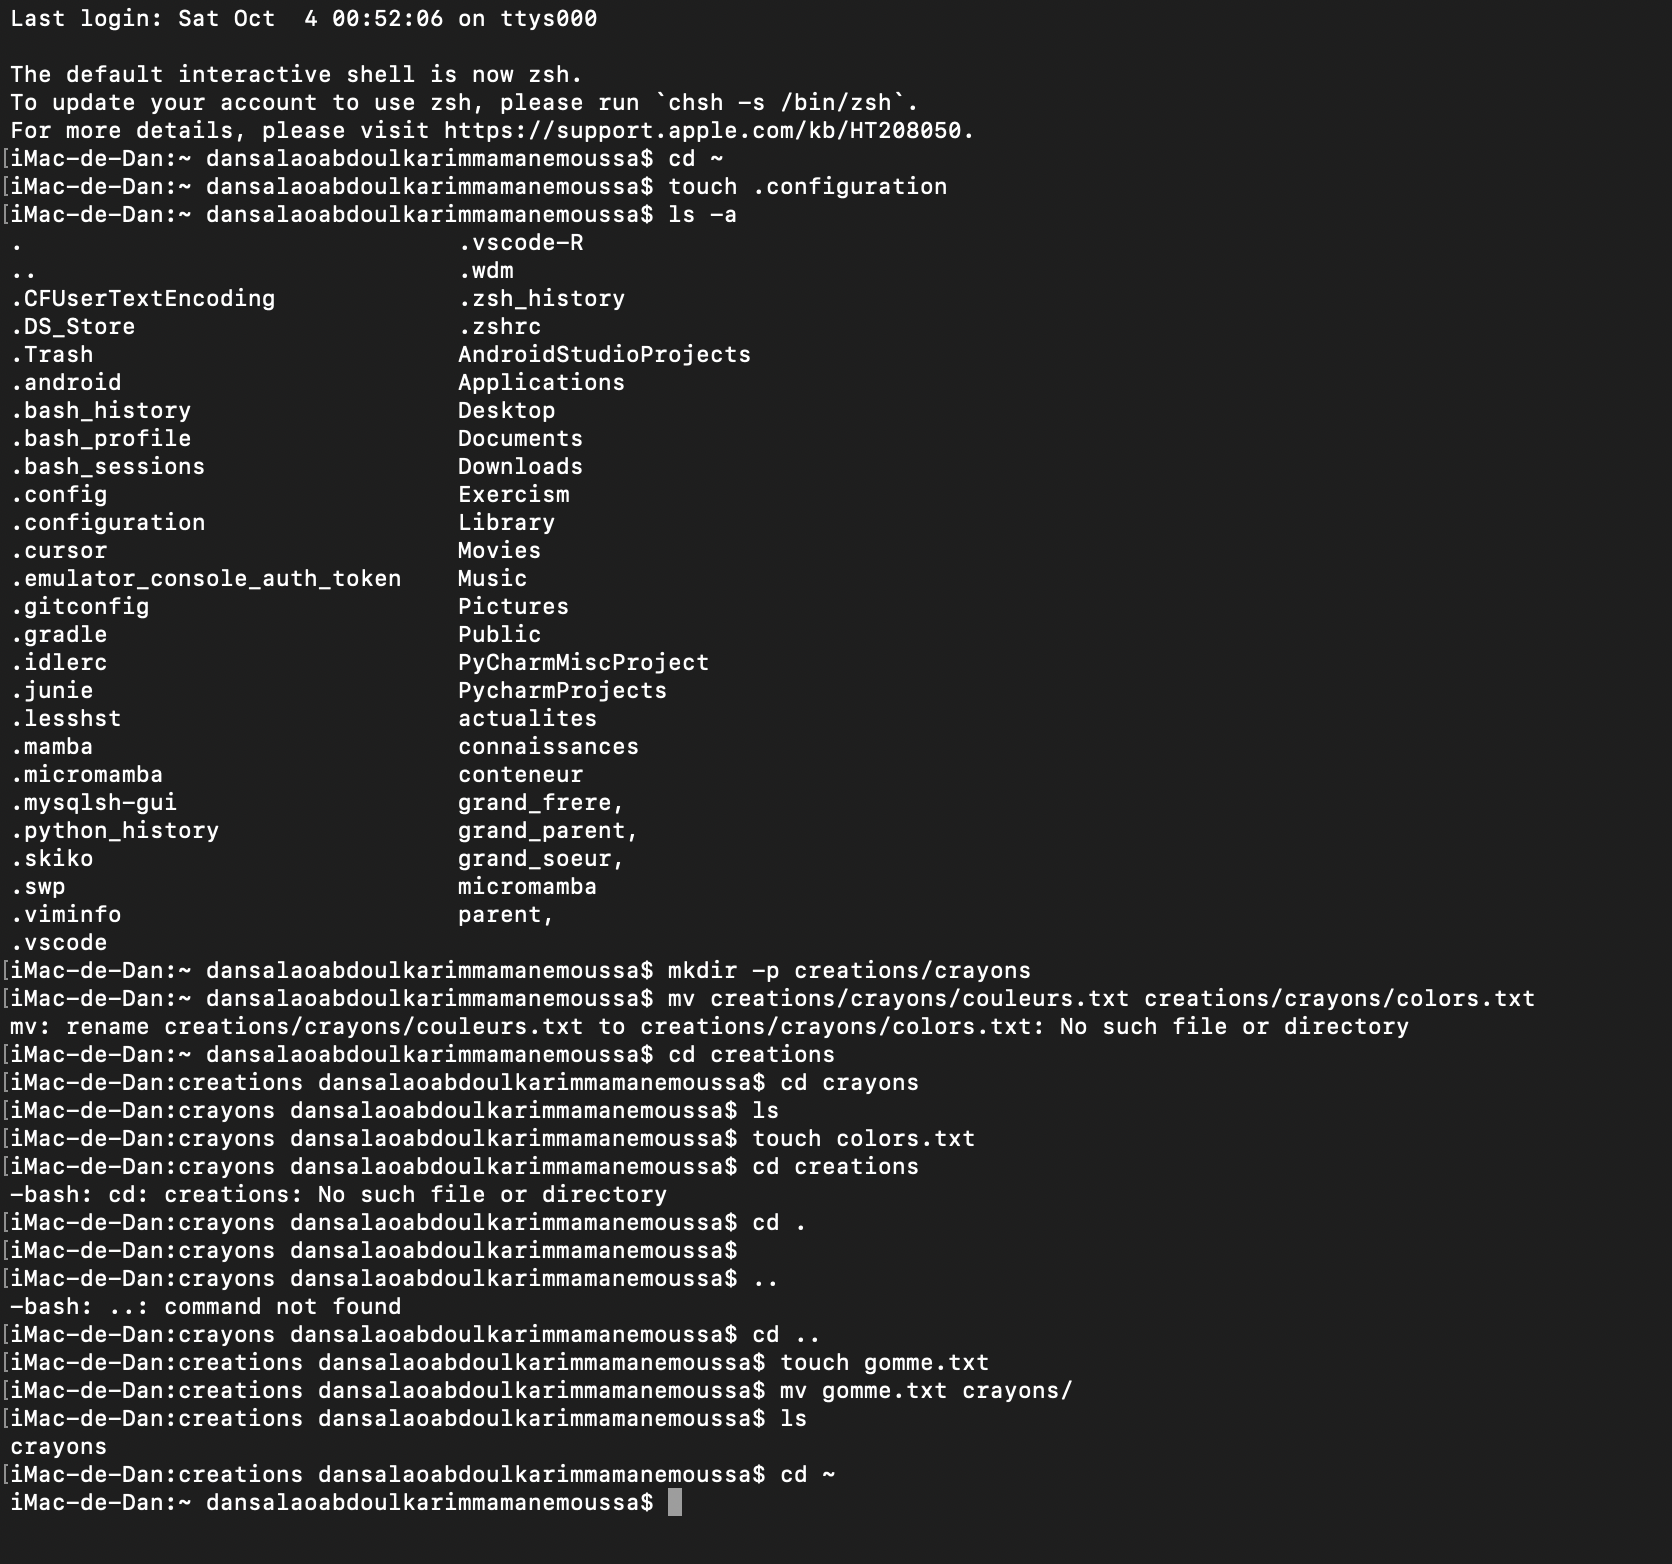 Last login: Sat Oct  4 00:52:06 on ttys000

The default interactive shell is now zsh.
To update your account to use zsh, please run `chsh -s /bin/zsh`.
For more details, please visit https://support.apple.com/kb/HT208050.
[iMac-de-Dan:~ dansalaoabdoulkarimmamanemoussa$ cd ~
[iMac-de-Dan:~ dansalaoabdoulkarimmamanemoussa$ touch .configuration
[iMac-de-Dan:~ dansalaoabdoulkarimmamanemoussa$ ls -a
.                               .vscode-R
..                              .wdm
.CFUserTextEncoding             .zsh_history
.DS_Store                       .zshrc
.Trash                          AndroidStudioProjects
.android                        Applications
.bash_history                   Desktop
.bash_profile                   Documents
.bash_sessions                  Downloads
.config                         Exercism
.configuration                  Library
.cursor                         Movies
.emulator_console_auth_token    Music
.gitconfig                      Pictures
.gradle                         Public
.idlerc                         PyCharmMiscProject
.junie                          PycharmProjects
.lesshst                        actualites
.mamba                          connaissances
.micromamba                     conteneur
.mysqlsh-gui                    grand_frere,
.python_history                 grand_parent,
.skiko                          grand_soeur,
.swp                            micromamba
.viminfo                        parent,
.vscode
[iMac-de-Dan:~ dansalaoabdoulkarimmamanemoussa$ mkdir -p creations/crayons
[iMac-de-Dan:~ dansalaoabdoulkarimmamanemoussa$ mv creations/crayons/couleurs.txt creations/crayons/colors.txt
mv: rename creations/crayons/couleurs.txt to creations/crayons/colors.txt: No such file or directory
[iMac-de-Dan:~ dansalaoabdoulkarimmamanemoussa$ cd creations
[iMac-de-Dan:creations dansalaoabdoulkarimmamanemoussa$ cd crayons
[iMac-de-Dan:crayons dansalaoabdoulkarimmamanemoussa$ ls
[iMac-de-Dan:crayons dansalaoabdoulkarimmamanemoussa$ touch colors.txt
[iMac-de-Dan:crayons dansalaoabdoulkarimmamanemoussa$ cd creations
-bash: cd: creations: No such file or directory
[iMac-de-Dan:crayons dansalaoabdoulkarimmamanemoussa$ cd .
[iMac-de-Dan:crayons dansalaoabdoulkarimmamanemoussa$
[iMac-de-Dan:crayons dansalaoabdoulkarimmamanemoussa$ ..
-bash: ..: command not found
[iMac-de-Dan:crayons dansalaoabdoulkarimmamanemoussa$ cd ..
[iMac-de-Dan:creations dansalaoabdoulkarimmamanemoussa$ touch gomme.txt
[iMac-de-Dan:creations dansalaoabdoulkarimmamanemoussa$ mv gomme.txt crayons/
[iMac-de-Dan:creations dansalaoabdoulkarimmamanemoussa$ ls
crayons
[iMac-de-Dan:creations dansalaoabdoulkarimmamanemoussa$ cd ~
iMac-de-Dan:~ dansalaoabdoulkarimmamanemoussa$